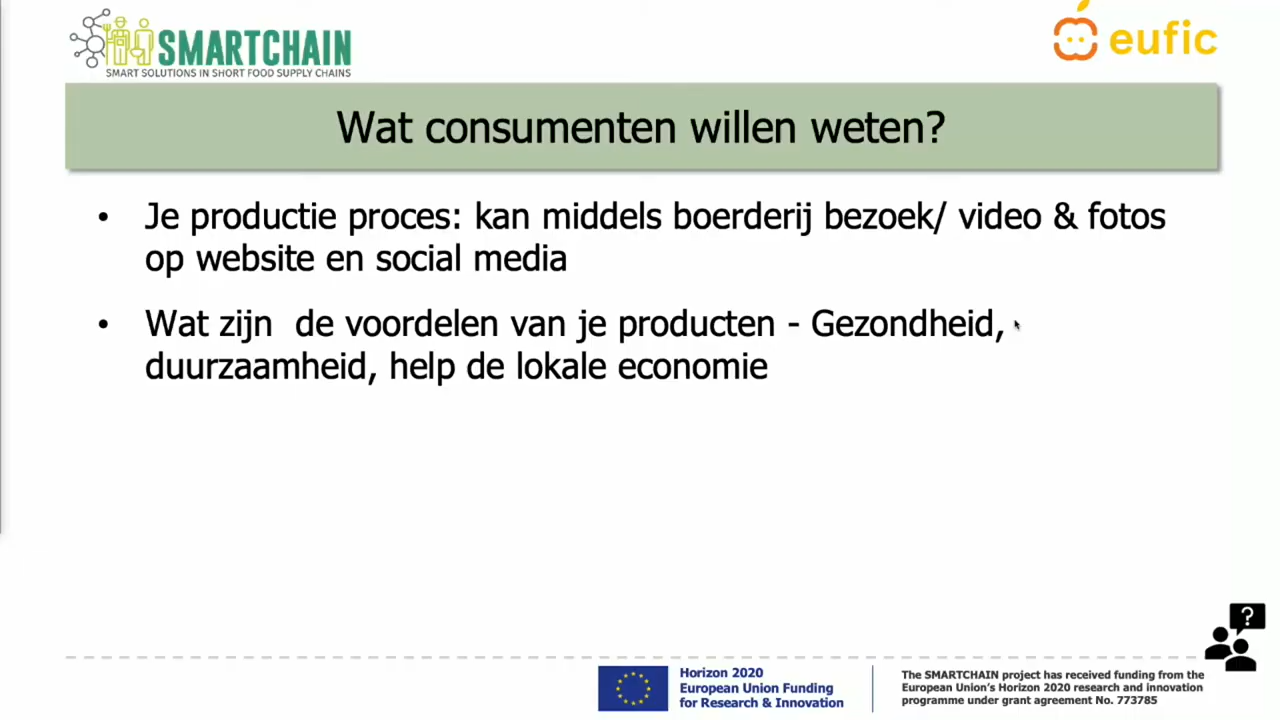 SMARTCHAIN
SMART SOLUTIONS IN SHORT FOOD SUPPLY CHAINS
eufic
Wat consumenten willen weten?
• Je productie proces: kan middels boerderij bezoek/ video & fotos
op website en social media
• Wat zijn de voordelen van je producten - Gezondheid,
duurzaamheid, help de lokale economie
?
Horizon 2020
European Union Funding
for Research & Innovation
The SMARTCHAIN project has received funding from the
European Union's Horizon 2020 research and innovation
programme under grant agreement No. 773785